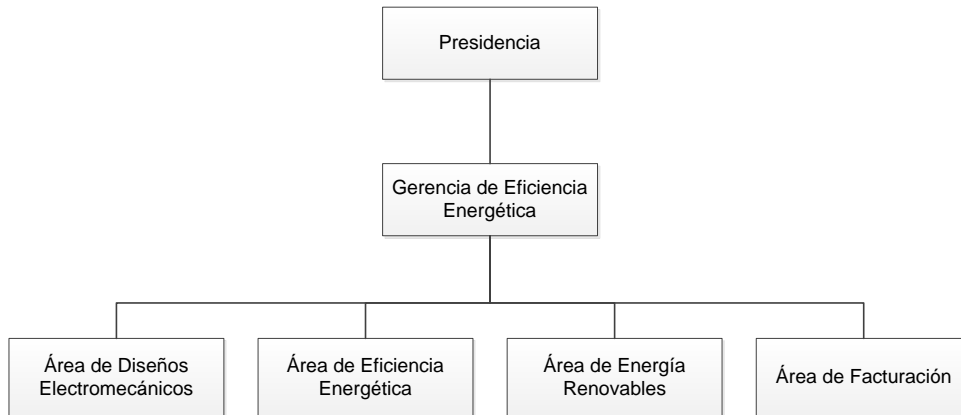 Presidencia
Gerencia de Eficiencia
Energética
Área de Diseños
Electromecánicos
Área de Eficiencia
Energética
Área de Energía
Renovables
Área de Facturación